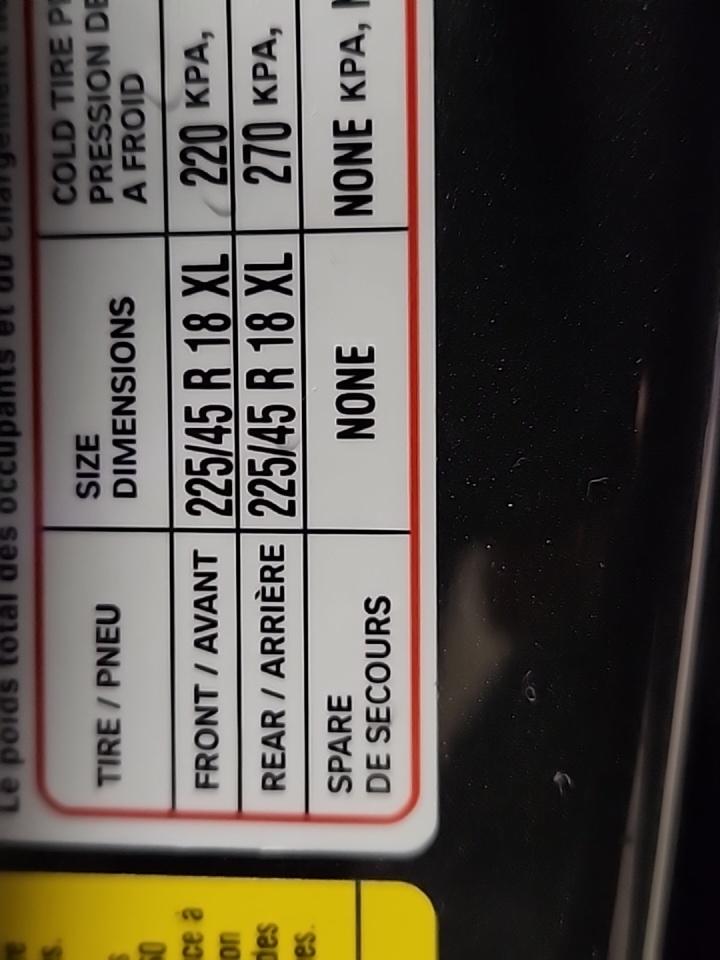 Le poids total des occupants et du chargement
TIRE / PNEU
SIZE
DIMENSIONS
COLD TIRE
PRESSION
A FROID
FRONT / AVANT 225/45 R 18 XL 220 KPA,
REAR / ARRIÈRE 225/45 R 18 XL 270 KPA,
SPARE
DE SECOURS
NONE NONE KPA,